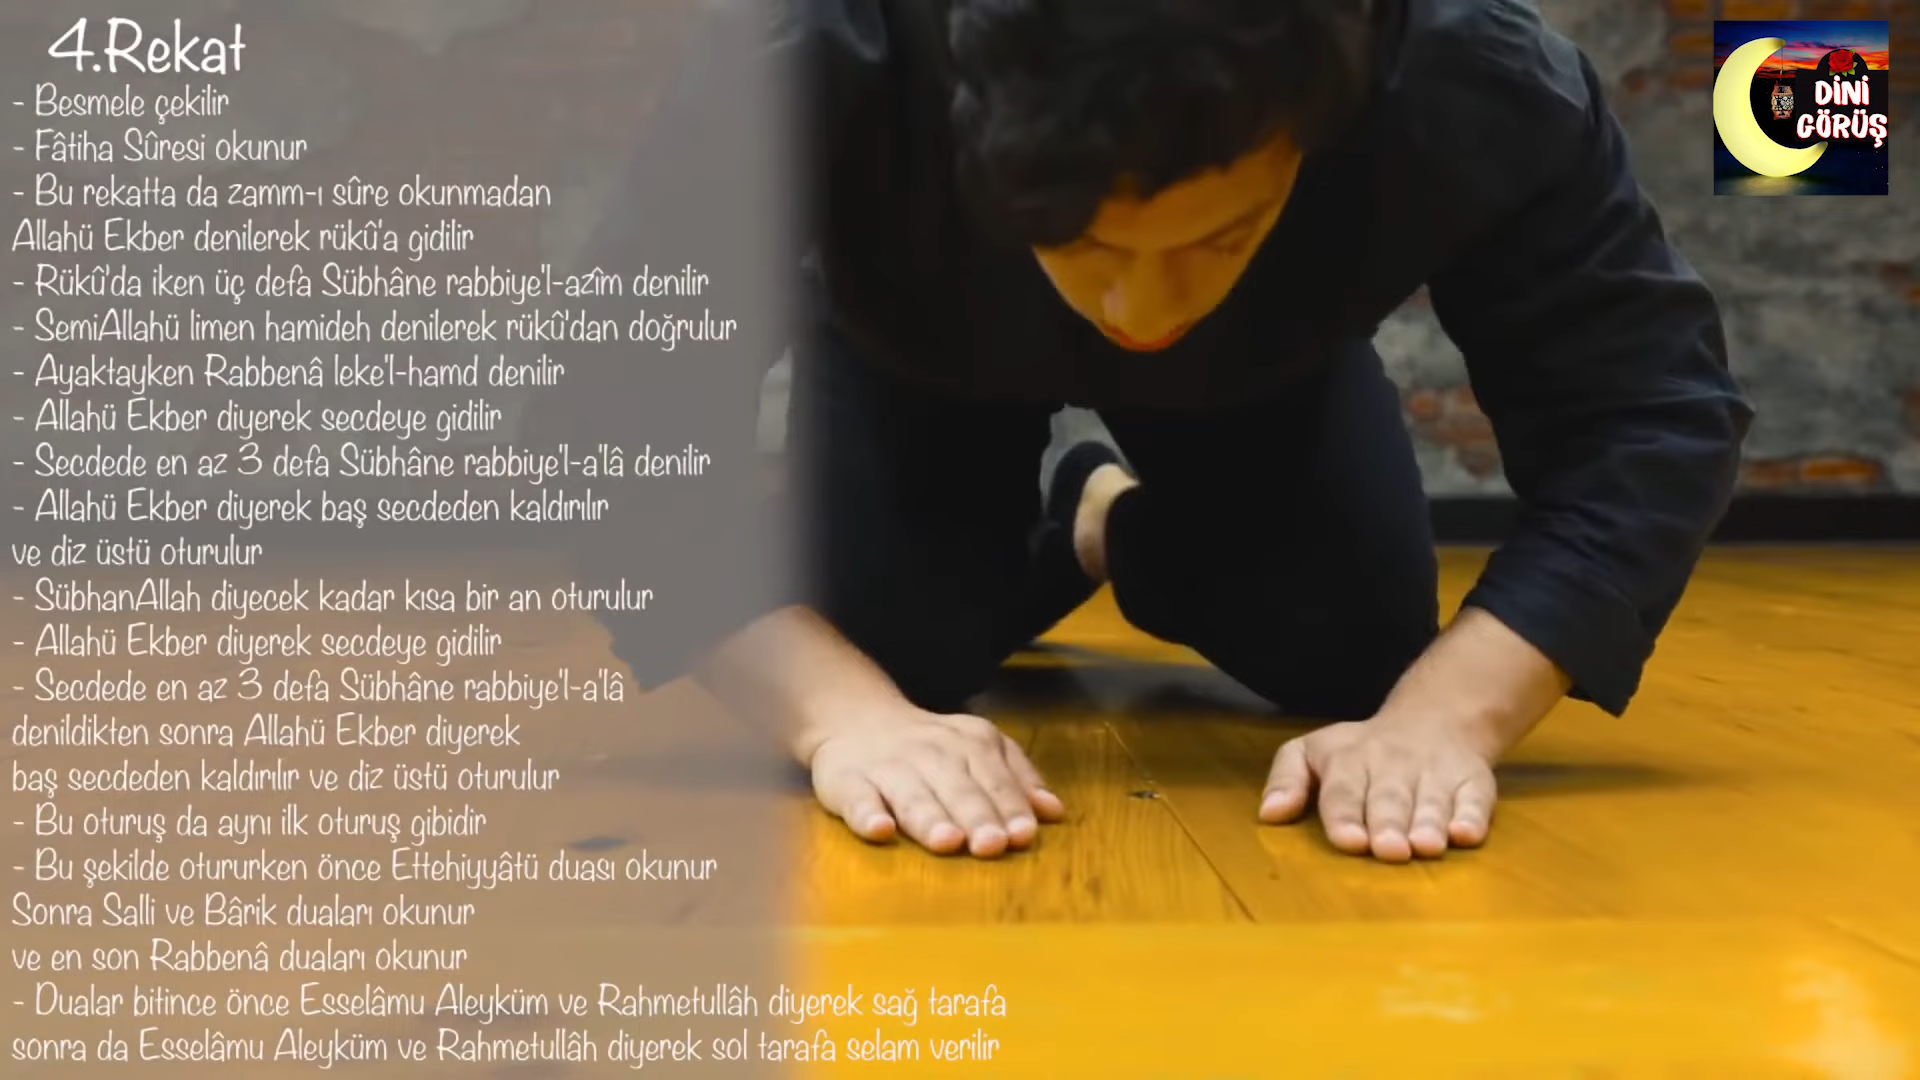 4.Rekat
- Besmele çekilir
- Fâtiha Sûresi okunur
- Bu rekatta da zamm-ı sûre okunmadan
Allahü Ekber denilerek rükû'a gidilir
- Rükû'da iken üç defa Sübhâne rabbiye'l-azîm denilir
- SemiAllahü limen hamideh denilerek rükû'dan doğrulur
- Ayaktayken Rabbenâ leke'l-hamd denilir
- Allahü Ekber diyerek secdeye gidilir
- Secdede en az 3 defa Sübhâne rabbiye'l-a'lâ denilir
- Allahü Ekber diyerek baş secdeden kaldırılır
ve diz üstü oturulur
- SübhanAllah diyecek kadar kısa bir an oturulur
- Allahü Ekber diyerek secdeye gidilir
- Secdede en az 3 defa Sübhâne rabbiye'l-a'lâ
denildikten sonra Allahü Ekber diyerek
baş secdeden kaldırılır ve diz üstü oturulur
- Bu oturuş da aynı ilk oturuş gibidir
- Bu şekilde otururken önce Ettehiyyâtü duası okunur
Sonra Salli ve Bârik duaları okunur
ve en son Rabbenâ duaları okunur
- Dualar bitince önce Esselâmu Aleyküm ve Rahmetullâh diyerek sağ tarafa
sonra da Esselâmu Aleyküm ve Rahmetullâh diyerek sol tarafa selam verilir
DİNİ
GÖRÜŞ